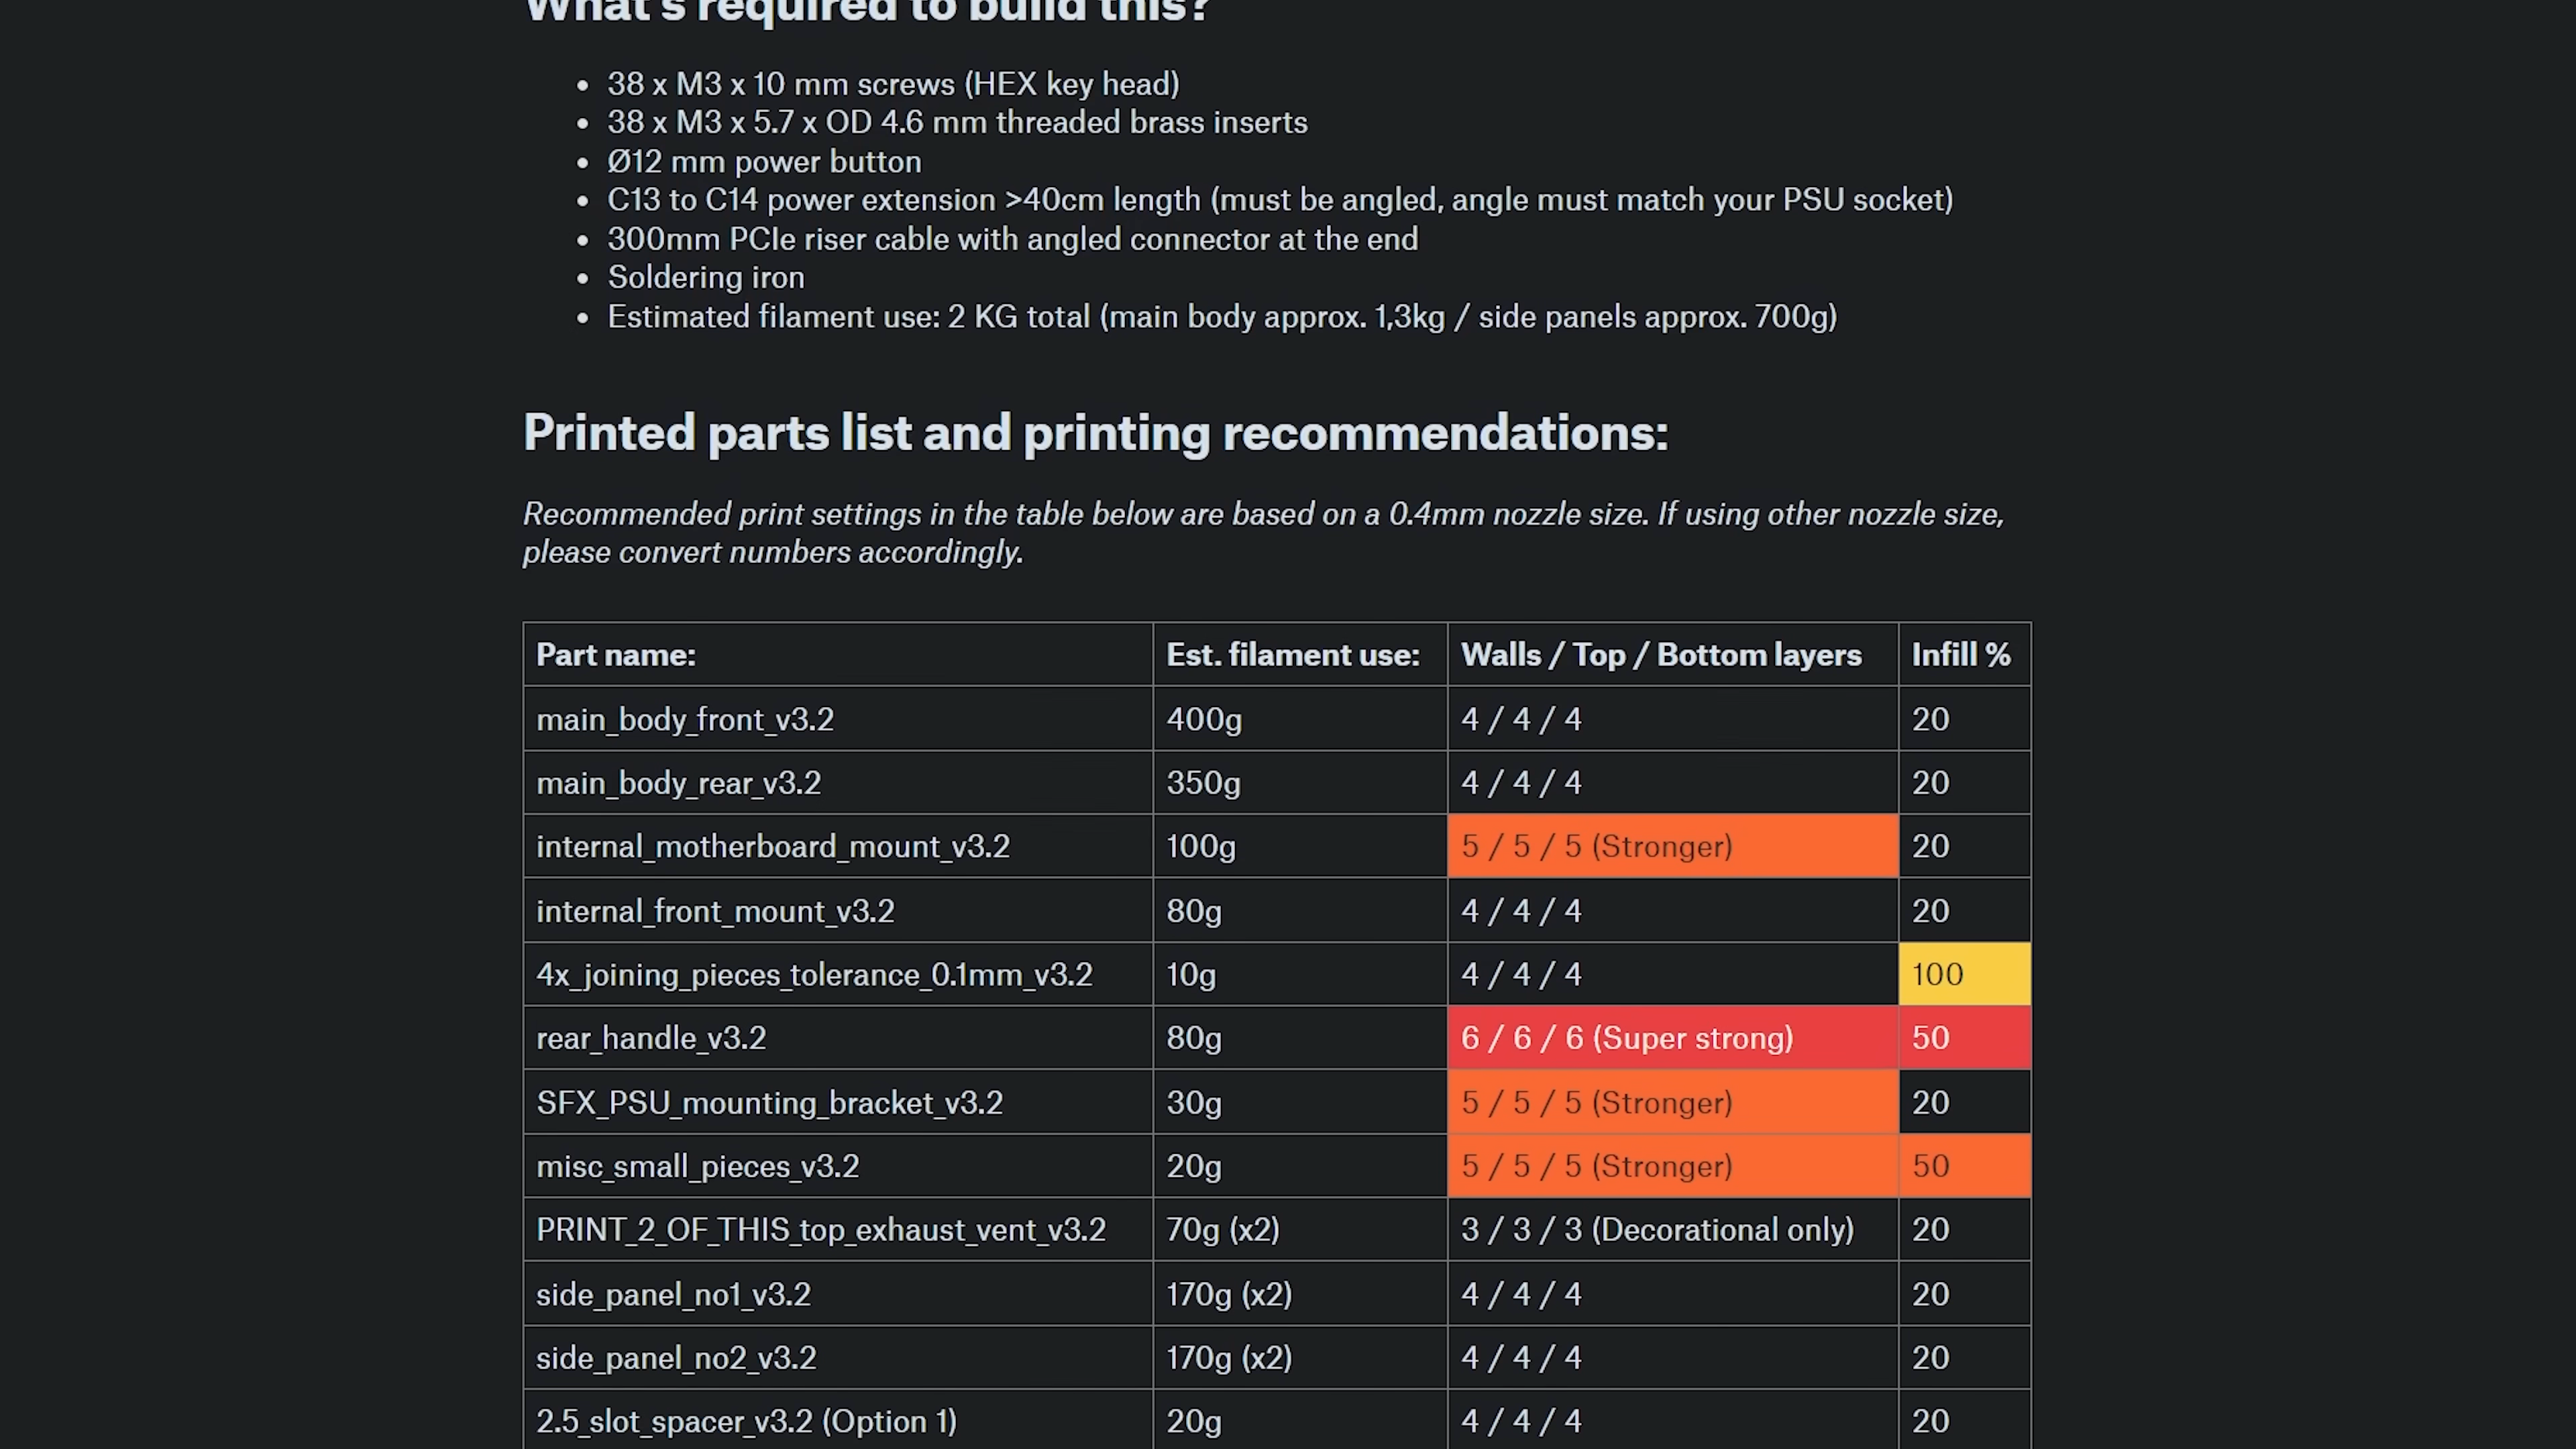 What's required to build this?
38 x M3 x 10 mm screws (HEX key head)
38 x M3 x 5.7 x OD 4.6 mm threaded brass inserts
Ø12 mm power button
C13 to C14 power extension >40cm length (must be angled, angle must match your PSU socket)
300mm PCIe riser cable with angled connector at the end
Soldering iron
Estimated filament use: 2 KG total (main body approx. 1,3kg / side panels approx. 700g)
Printed parts list and printing recommendations:
Recommended print settings in the table below are based on a 0.4mm nozzle size. If using other nozzle size,
please convert numbers accordingly.
Part name: Est. filament use: Walls / Top / Bottom layers Infill %
main_body_front_v3.2 400g 4 / 4 / 4 20
main_body_rear_v3.2 350g 4 / 4 / 4 20
internal_motherboard_mount_v3.2 100g 5 / 5 / 5 (Stronger) 20
internal_front_mount_v3.2 80g 4 / 4 / 4 20
4x_joining_pieces_tolerance_0.1mm_v3.2 10g 4 / 4 / 4 100
rear_handle_v3.2 80g 6 / 6 / 6 (Super strong) 50
SFX_PSU_mounting_bracket_v3.2 30g 5 / 5 / 5 (Stronger) 20
misc_small_pieces_v3.2 20g 5 / 5 / 5 (Stronger) 50
PRINT_2_OF_THIS_top_exhaust_vent_v3.2 70g (x2) 3 / 3 / 3 (Decorational only) 20
side_panel_no1_v3.2 170g (x2) 4 / 4 / 4 20
side_panel_no2_v3.2 170g (x2) 4 / 4 / 4 20
2.5_slot_spacer_v3.2 (Option 1) 20g 4 / 4 / 4 20